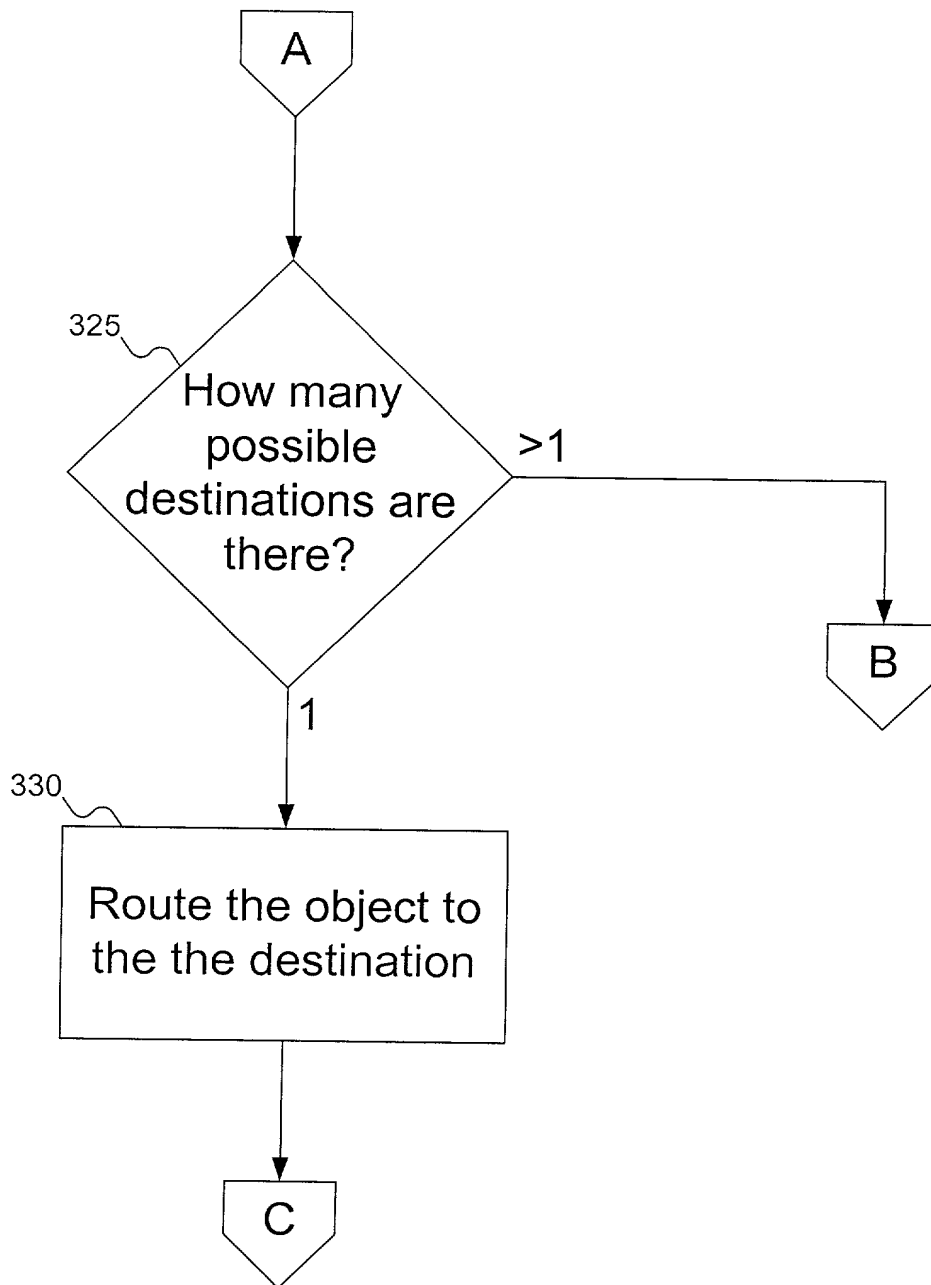 A
325
How many
possible
destinations are
there?
>1
B
1
330
Route the object to
the the destination
C